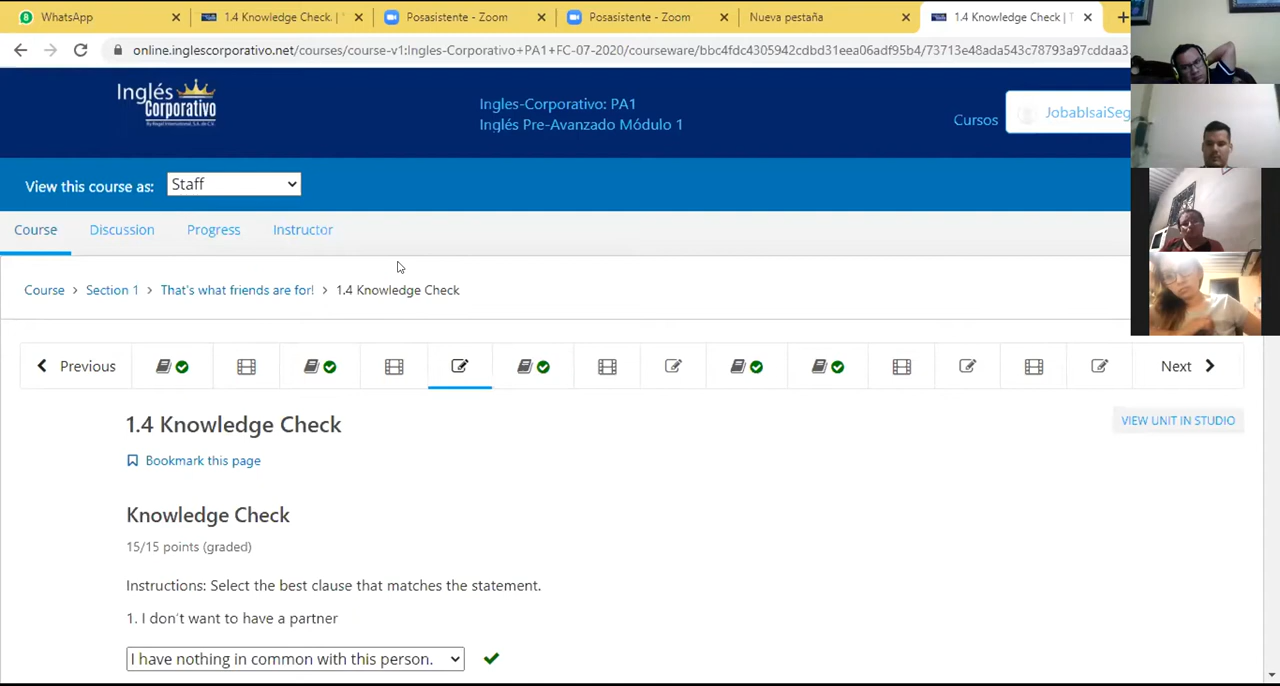 8 WhatsApp
1.4 Knowledge Check. |
Posasistente - Zoom
Posasistente - Zoom
Nueva pestaña
1.4 Knowledge Check | T
online.inglescorporativo.net/courses/course-v1:Ingles-Corporativo+PA1+FC-07-2020/courseware/bbc4fdc4305942cdbd31eea06adf95b4/73713e48ada543c78793a97cddaa3...
Inglés
Corporativo
Ingles-Corporativo: PA1
Inglés Pre-Avanzado Módulo 1
Cursos
JobabIsaiSeg
View this course as: Staff
Course Discussion Progress Instructor
Course > Section 1 > That's what friends are for! > 1.4 Knowledge Check
Previous
Next
1.4 Knowledge Check
VIEW UNIT IN STUDIO
Bookmark this page
Knowledge Check
15/15 points (graded)
Instructions: Select the best clause that matches the statement.
1. I don´t want to have a partner
I have nothing in common with this person.